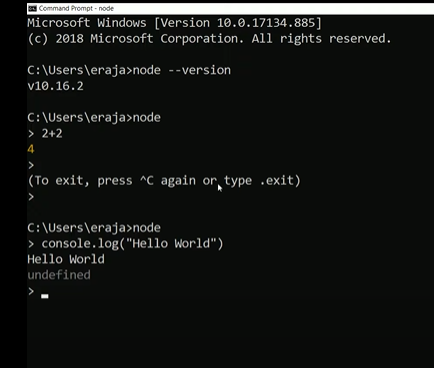 Command Prompt - node
Microsoft Windows [Version 10.0.17134.885]
(c) 2018 Microsoft Corporation. All rights reserved.
C:\Users\eraja>node --version
v10.16.2
C:\Users\eraja>node
> 2+2
4
>
(To exit, press ^C again or type .exit)
>
C:\Users\eraja>node
> console.log("Hello World")
Hello World
undefined
>